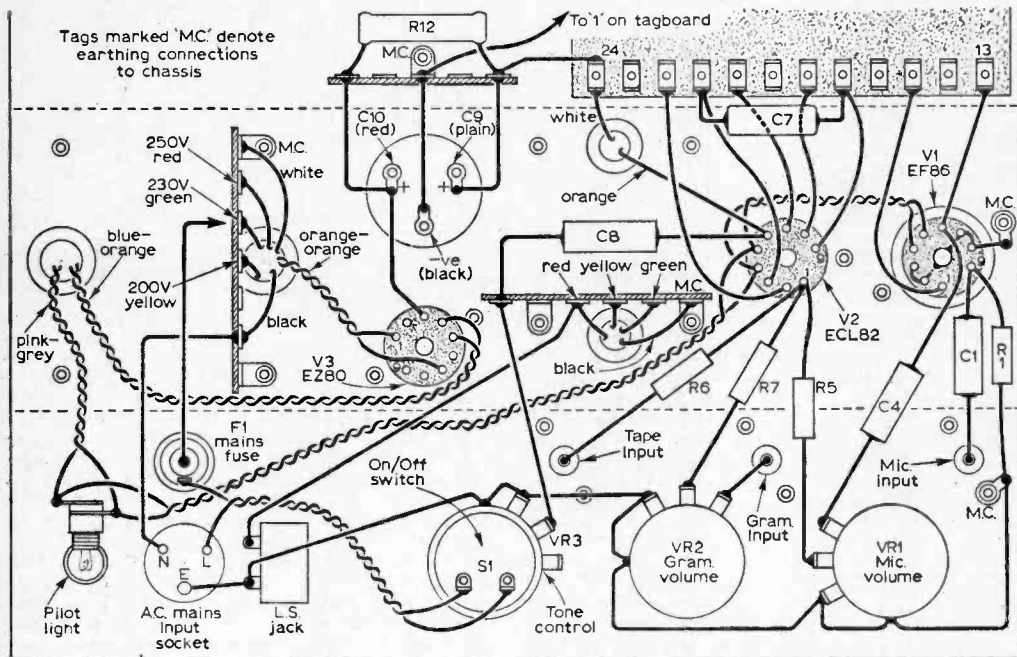 Tags marked 'M.C.' denote
earthing connections
to chassis
R12
M.C.
To '1' on tagboard
24
13
C10
(red)
C9
(plain)
+
+
-ve
(black)
white
orange
C7
V1
EF86
M.C.
250V
red
230V
green
200V
yellow
M.C.
white
orange-
orange
black
blue-
orange
pink-
grey
V3
EZ80
C8
red yellow green
M.C.
black
1
V2
ECL82
R6
R7
R5
C4
C1
R1
F1
mains
fuse
On/Off
switch
Tape
Input
Gram.
Input
Mic.
input
M.C.
N
L
E
Pilot
light
A.C. mains
Input
socket
L.S.
jack
S1
VR3
Tone
control
VR2
Gram.
volume
VR1
Mic.
volume